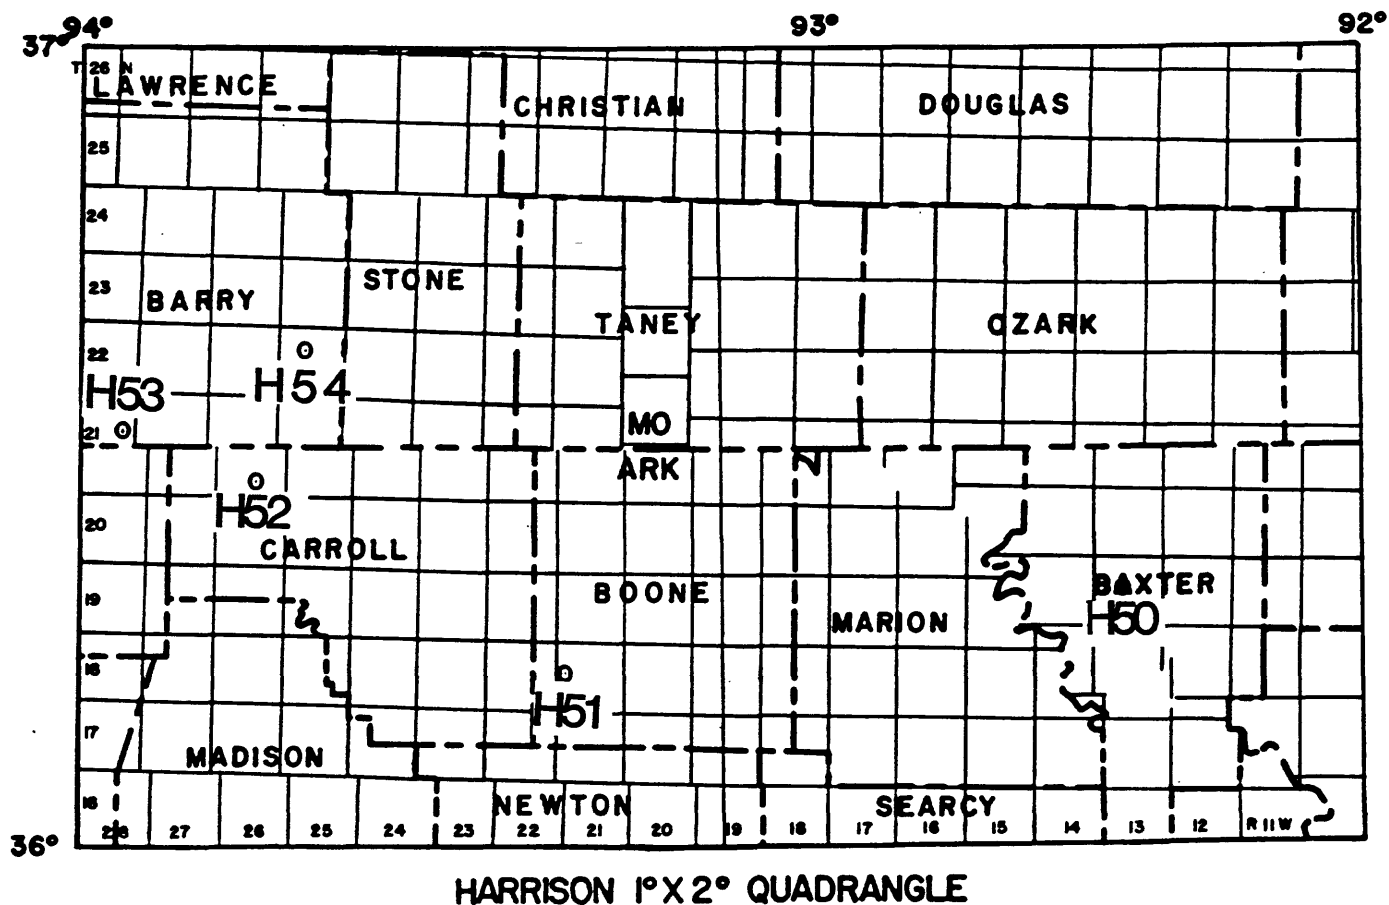 94° 93° 92°
37°
T. 26 N
LAWRENCE
CHRISTIAN DOUGLAS
25
24
STONE
23
BARRY
TANEY OZARK
22
H54
H53
MO
21
ARK
H52
20
CARROLL
BAXTER
BOONE
19
H50
MARION
18
H51
17
MADISON
16
NEWTON SEARCY
28 27 26 25 24 23 22 21 20 19 18 17 16 15 14 13 12 R 11 W
36°
HARRISON 1° X 2° QUADRANGLE